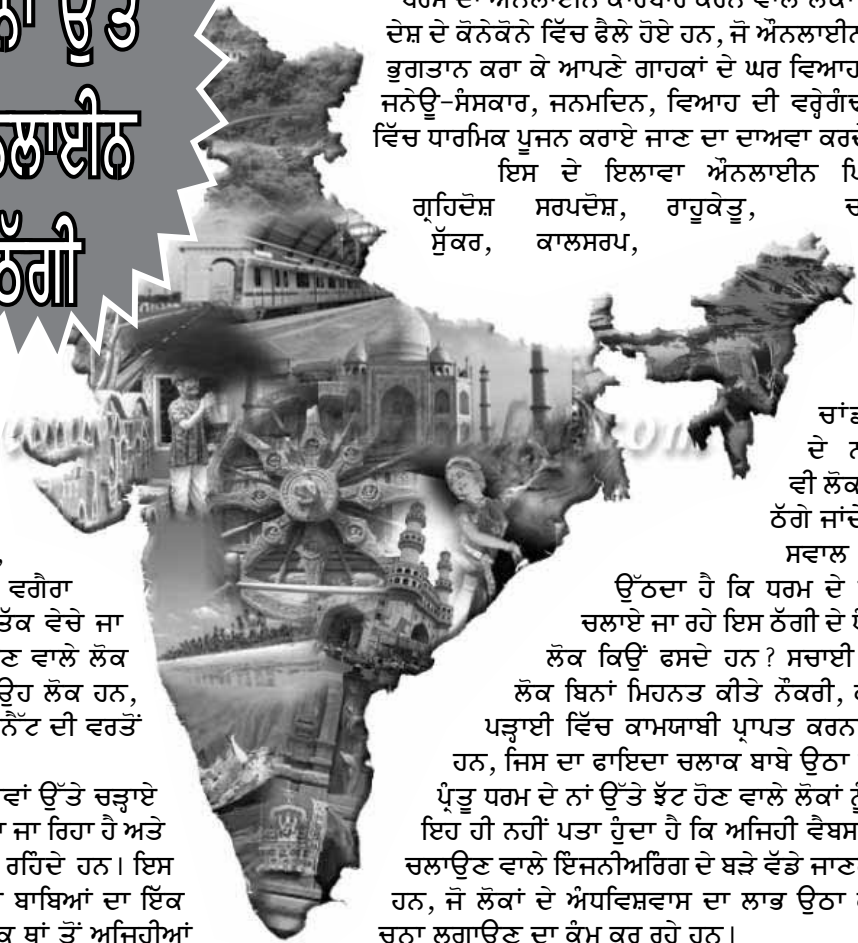 ਨਾਂ ਉੱਤੇ
ਨਲਾਈਨ
ਠੱਗੀ
ਧਰਮ ਦਾ ਔਨਲਾਈਨ ਕਾਰੋਬਾਰ ਕਰਨ ਵਾਲੇ ਲੋਕ
ਦੇਸ਼ ਦੇ ਕੋਨੇਕੋਨੇ ਵਿੱਚ ਫੈਲੇ ਹੋਏ ਹਨ, ਜੋ ਔਨਲਾਈਨ
ਭੁਗਤਾਨ ਕਰਾ ਕੇ ਆਪਣੇ ਗਾਹਕਾਂ ਦੇ ਘਰ ਵਿਆਹ
ਜਨੇਊ-ਸੰਸਕਾਰ, ਜਨਮਦਿਨ, ਵਿਆਹ ਦੀ ਵਰ੍ਹੇਗੰਢ
ਵਿੱਚ ਧਾਰਮਿਕ ਪੂਜਨ ਕਰਾਏ ਜਾਣ ਦਾ ਦਾਅਵਾ ਕਰਦੇ
ਇਸ ਦੇ ਇਲਾਵਾ ਔਨਲਾਈਨ
ਗ੍ਰਹਿਦੋਸ਼ ਸਰਪਦੋਸ਼, ਰਾਹੂਕੇਤੂ,
ਸ਼ੁੱਕਰ, ਕਾਲਸਰਪ,
ਚਾਂਡਾ
ਦੇ
ਵੀ ਲੋਕ
ਠੱਗੇ ਜਾਂਦੇ
ਸਵਾਲ
ਉੱਠਦਾ ਹੈ ਕਿ ਧਰਮ ਦੇ
ਚਲਾਏ ਜਾ ਰਹੇ ਇਸ ਠੱਗੀ ਦੇ
ਲੋਕ ਕਿਉਂ ਫਸਦੇ ਹਨ? ਸਚਾਈ
ਲੋਕ ਬਿਨਾਂ ਮਿਹਨਤ ਕੀਤੇ ਨੌਕਰੀ,
ਪੜ੍ਹਾਈ ਵਿੱਚ ਕਾਮਯਾਬੀ ਪ੍ਰਾਪਤ ਕਰਨ
ਹਨ, ਜਿਸ ਦਾ ਫਾਇਦਾ ਚਲਾਕ ਬਾਬੇ ਉਠਾ
ਪ੍ਰੰਤੂ ਧਰਮ ਦੇ ਨਾਂ ਉੱਤੇ ਝੱਟ ਹੋਣ ਵਾਲੇ ਲੋਕਾਂ ਨੂੰ
ਇਹ ਹੀ ਨਹੀਂ ਪਤਾ ਹੁੰਦਾ ਹੈ ਕਿ ਅਜਿਹੀ ਵੈਬਸ
ਚਲਾਉਣ ਵਾਲੇ ਇੰਜਨੀਅਰਿੰਗ ਦੇ ਬੜੇ ਵੱਡੇ ਜਾਣ
ਹਨ, ਜੋ ਲੋਕਾਂ ਦੇ ਅੰਧਵਿਸ਼ਵਾਸ ਦਾ ਲਾਭ ਉਠਾ
ਚੂਨਾ ਲਗਾਉਣ ਦਾ ਕੰਮ ਕਰ ਰਹੇ ਹਨ।
ਵਗੈਰਾ
ਤੱਕ ਵੇਚੇ ਜਾ
ਣ ਵਾਲੇ ਲੋਕ
ਉਹ ਲੋਕ ਹਨ,
ਨੈੱਟ ਦੀ ਵਰਤੋਂ
ਵਾਂ ਉੱਤੇ ਚੜ੍ਹਾਏ
ਜਾ ਰਿਹਾ ਹੈ ਅਤੇ
ਰਹਿੰਦੇ ਹਨ। ਇਸ
ਬਾਬਿਆਂ ਦਾ ਇੱਕ
ਕ ਥਾਂ ਤੋਂ ਅਜਿਹੀਆਂ